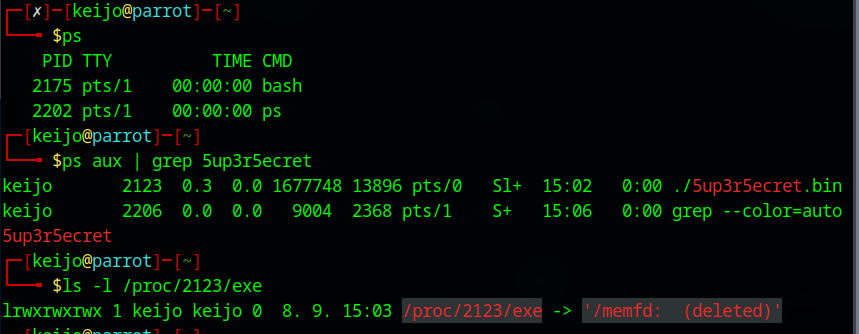 ┌─[✗]─[keijo@parrot]─[~]
└──╼ $ps
    PID TTY          TIME CMD
   2175 pts/1    00:00:00 bash
   2202 pts/1    00:00:00 ps
┌─[keijo@parrot]─[~]
└──╼ $ps aux | grep 5up3r5ecret
keijo       2123  0.3  0.0 1677748 13896 pts/0   Sl+  15:02   0:00 ./5up3r5ecret.bin
keijo       2206  0.0  0.0   9004  2368 pts/1    S+   15:06   0:00 grep --color=auto
5up3r5ecret
┌─[keijo@parrot]─[~]
└──╼ $ls -l /proc/2123/exe
lrwxrwxrwx 1 keijo keijo 0  8. 9. 15:03 /proc/2123/exe -> '/memfd:  (deleted)'
┌─[keijo@parrot]─[~]